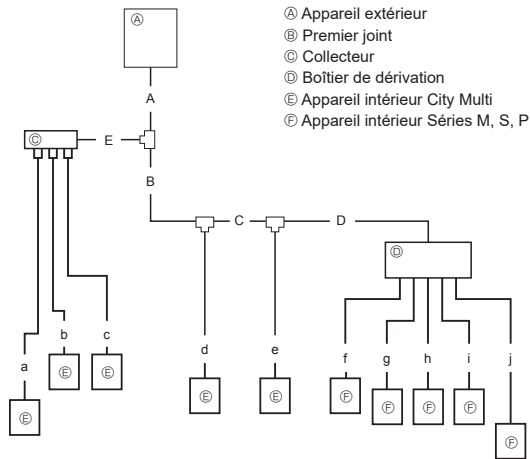 Ⓐ Appareil extérieur
Ⓑ Premier joint
Ⓒ Collecteur
Ⓓ Boîtier de dérivation
Ⓔ Appareil intérieur City Multi
Ⓕ Appareil intérieur Séries M, S, P
Ⓐ
A
Ⓒ
E
B
C
D
Ⓓ
a
b
c
d
e
f
g
h
i
j
Ⓔ
Ⓔ
Ⓔ
Ⓔ
Ⓔ
Ⓕ
Ⓕ
Ⓕ
Ⓕ
Ⓕ